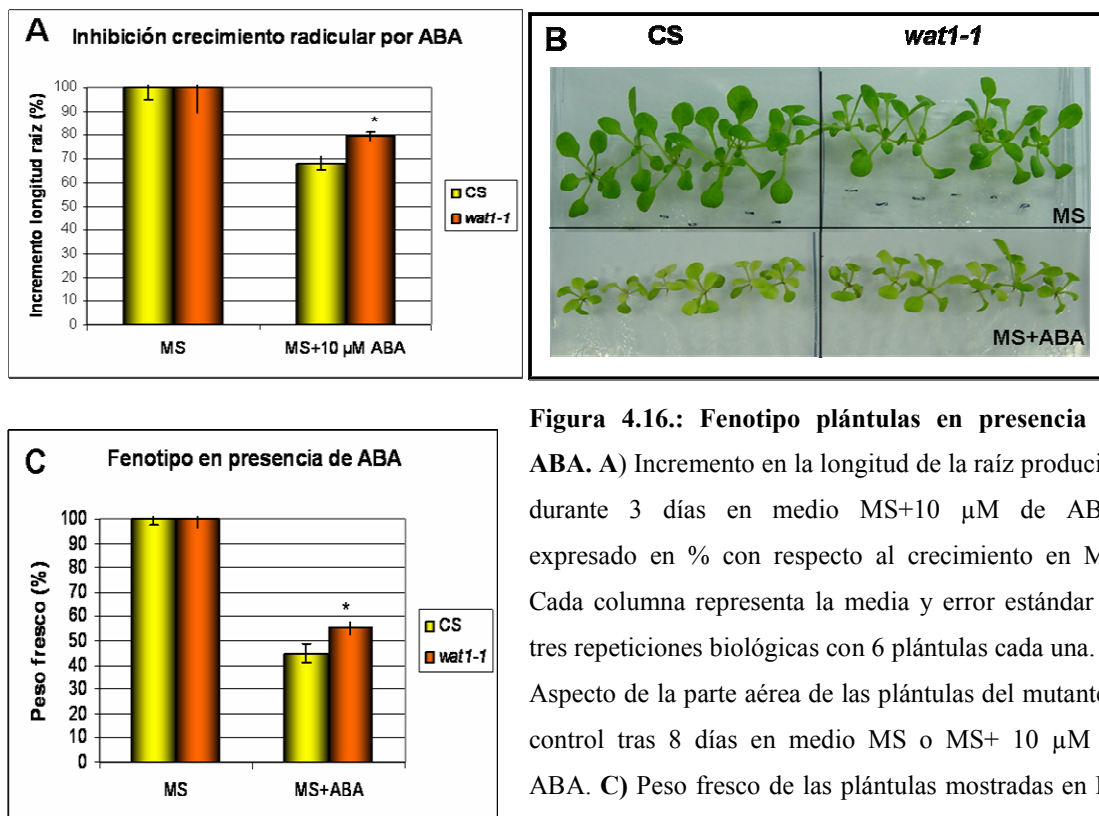 A Inhibición crecimiento radicular por ABA
Incremento longitud raíz (%)
100
90
80
70
60
50
40
30
20
10
0
*
MS
MS+10 µM ABA
CS
wat1-1
B CS wat1-1
MS
MS+ABA
C Fenotipo en presencia de ABA
Peso fresco (%)
100
90
80
70
60
50
40
30
20
10
0
*
MS
MS+ABA
CS
wat1-1
Figura 4.16.: Fenotipo plántulas en presencia
ABA. A) Incremento en la longitud de la raíz produci
durante 3 días en medio MS+10 µM de AB
expresado en % con respecto al crecimiento en M
Cada columna representa la media y error estándar
tres repeticiones biológicas con 6 plántulas cada una.
Aspecto de la parte aérea de las plántulas del mutante
control tras 8 días en medio MS o MS+ 10 µM
ABA. C) Peso fresco de las plántulas mostradas en